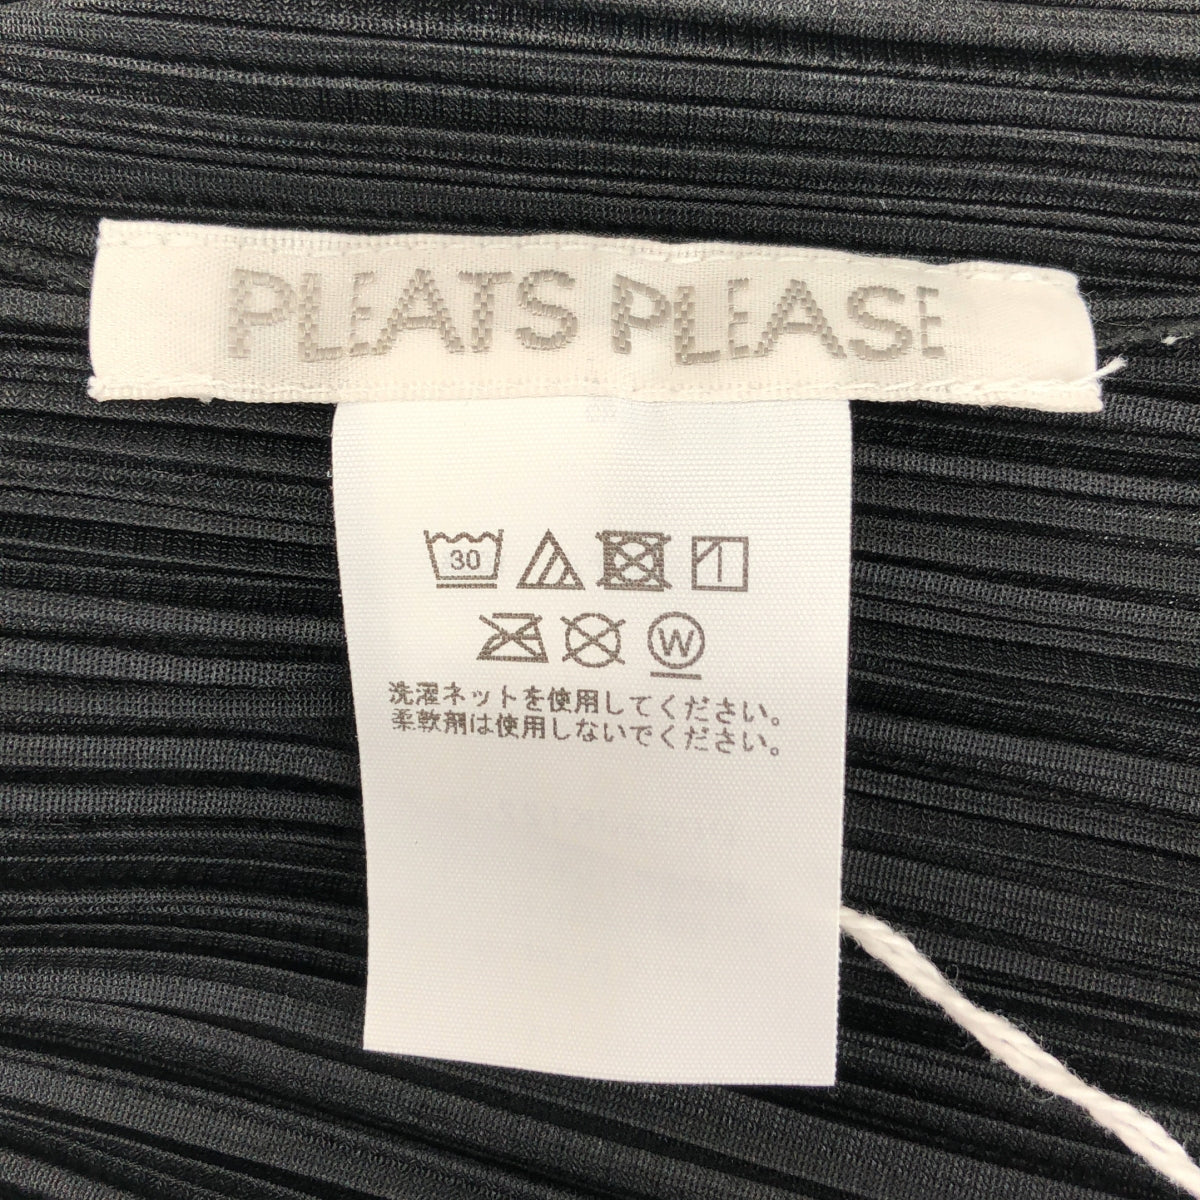 PLEATS PLEASE
30
W
洗濯ネットを使用してください。
柔軟剤は使用しないでください。